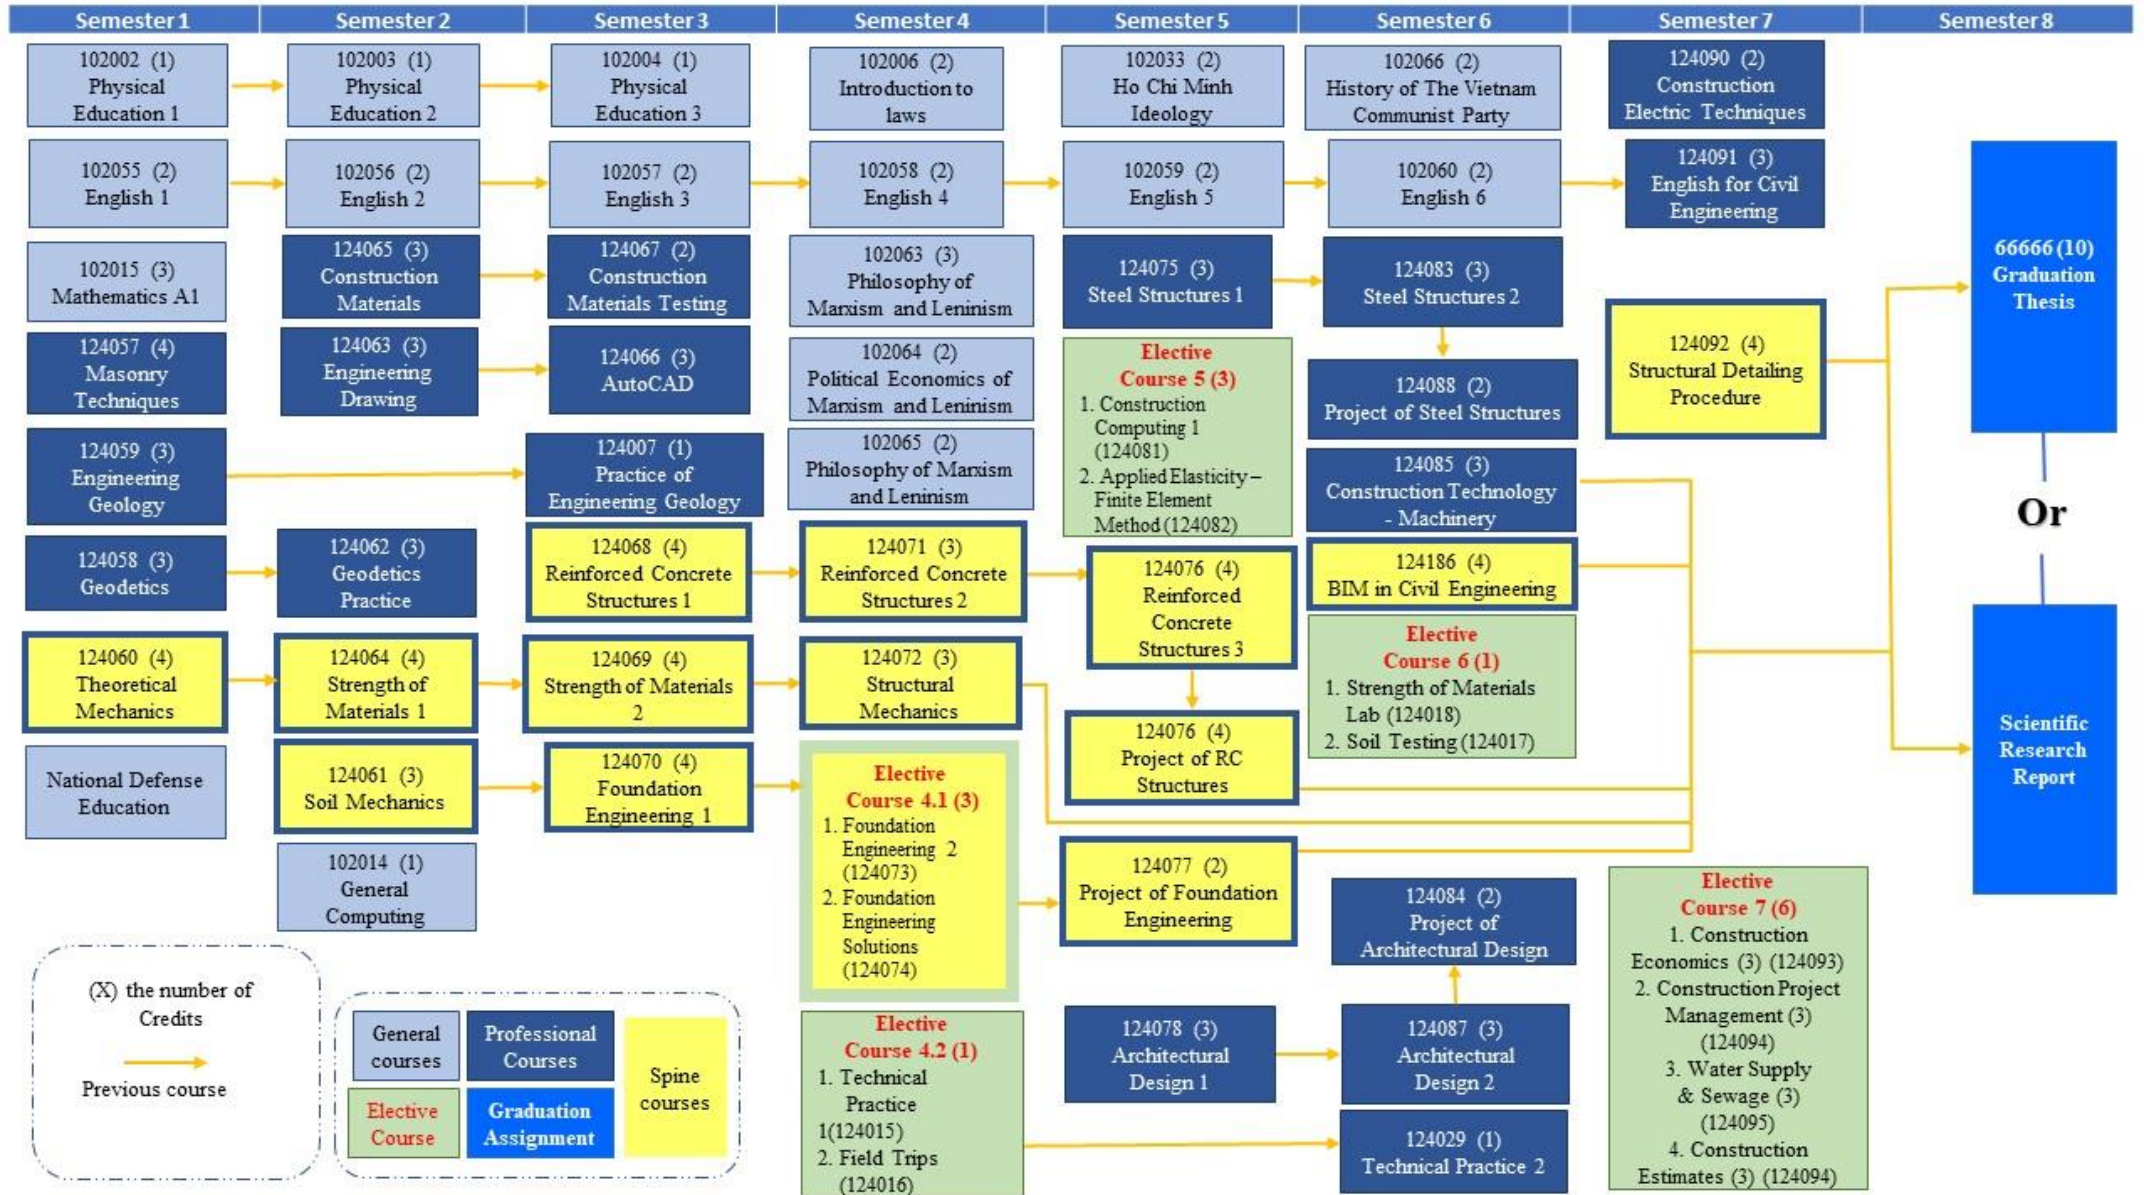 Semester 1
Semester 2
Semester 3
Semester 4
Semester 5
Semester 6
Semester 7
Semester 8
102002 (1)
Physical
Education 1
102003 (1)
Physical
Education 2
102004 (1)
Physical
Education 3
102006 (2)
Introduction to
laws
102033 (2)
Ho Chi Minh
Ideology
102066 (2)
History of The Vietnam
Communist Party
124090 (2)
Construction
Electric Techniques
102055 (2)
English 1
102056 (2)
English 2
102057 (2)
English 3
102058 (2)
English 4
102059 (2)
English 5
102060 (2)
English 6
124091 (3)
English for Civil
Engineering
102015 (3)
Mathematics A1
124065 (3)
Construction
Materials
124067 (2)
Construction
Materials Testing
102063 (3)
Philosophy of
Marxism and Leninism
124075 (3)
Steel Structures 1
124083 (3)
Steel Structures 2
124057 (4)
Masonry
Techniques
124063 (3)
Engineering
Drawing
124066 (3)
AutoCAD
102064 (2)
Political Economics of
Marxism and Leninism
Elective
Course 5 (3)
1. Construction
Computing 1
(124081)
2. Applied Elasticity –
Finite Element
Method (124082)
124088 (2)
Project of Steel Structures
124092 (4)
Structural Detailing
Procedure
66666 (10)
Graduation
Thesis
124059 (3)
Engineering
Geology
124007 (1)
Practice of
Engineering Geology
102065 (2)
Philosophy of Marxism
and Leninism
124085 (3)
Construction Technology
- Machinery
Or
124058 (3)
Geodetics
124062 (3)
Geodetics
Practice
124068 (4)
Reinforced Concrete
Structures 1
124071 (3)
Reinforced Concrete
Structures 2
124076 (4)
Reinforced
Concrete
Structures 3
124186 (4)
BIM in Civil Engineering
124060 (4)
Theoretical
Mechanics
124064 (4)
Strength of
Materials 1
124069 (4)
Strength of Materials
2
124072 (3)
Structural
Mechanics
124076 (4)
Project of RC
Structures
Elective
Course 6 (1)
1. Strength of Materials
Lab (124018)
2. Soil Testing (124017)
Scientific
Research
Report
National Defense
Education
124061 (3)
Soil Mechanics
124070 (4)
Foundation
Engineering 1
Elective
Course 4.1 (3)
1. Foundation
Engineering 2
(124073)
2. Foundation
Engineering
Solutions
(124074)
124077 (2)
Project of Foundation
Engineering
102014 (1)
General
Computing
124084 (2)
Project of
Architectural Design
Elective
Course 7 (6)
1. Construction
Economics (3) (124093)
2. Construction Project
Management (3)
(124094)
3. Water Supply
& Sewage (3)
(124095)
4. Construction
Estimates (3) (124094)
Elective
Course 4.2 (1)
1. Technical
Practice
1(124015)
2. Field Trips
(124016)
124078 (3)
Architectural
Design 1
124087 (3)
Architectural
Design 2
124029 (1)
Technical Practice 2
(X) the number of
Credits
Previous course
General
courses
Professional
Courses
Spine
courses
Elective
Course
Graduation
Assignment